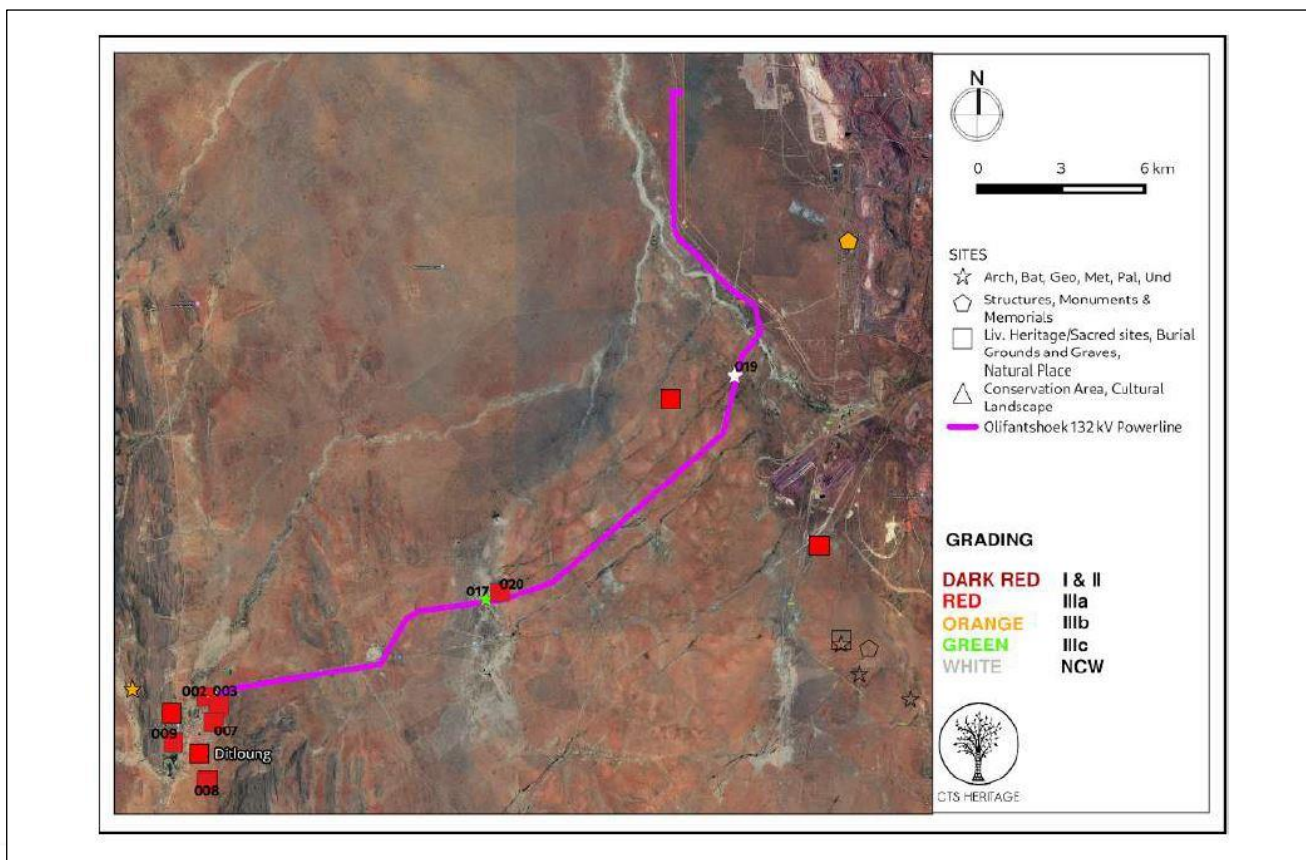 N
0 3 6 km
SITES
Arch, Bat, Geo, Met, Pal, Und
Structures, Monuments &
Memorials
Liv. Heritage/Sacred sites, Burial
Grounds and Graves,
Natural Place
Conservation Area, Cultural
Landscape
Olifantshoek 132 kV Powerline
GRADING
DARK RED I & II
RED IIIa
ORANGE IIIb
GREEN IIIc
WHITE NCW
CTS HERITAGE
019
017
020
002
003
007
009
Ditloung
008